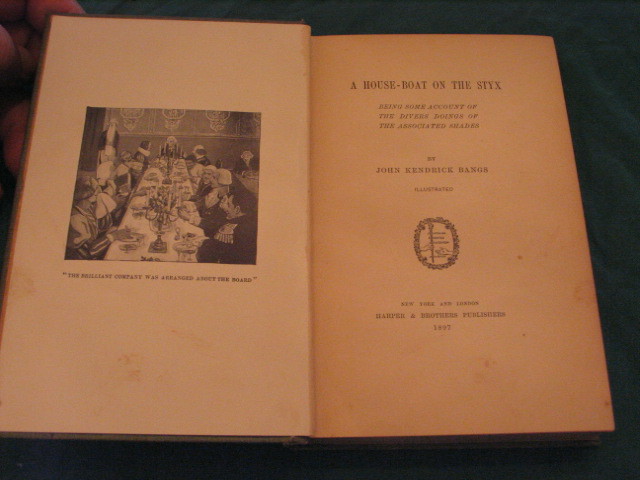 "THE BRILLIANT COMPANY WAS ARRANGED ABOUT THE BOARD"
A HOUSE-BOAT ON THE STYX
BEING SOME ACCOUNT OF
THE DIVERS DOINGS OF
THE ASSOCIATED SHADES
BY
JOHN KENDRICK BANGS
ILLUSTRATED
NEW YORK AND LONDON
HARPER & BROTHERS PUBLISHERS
1897